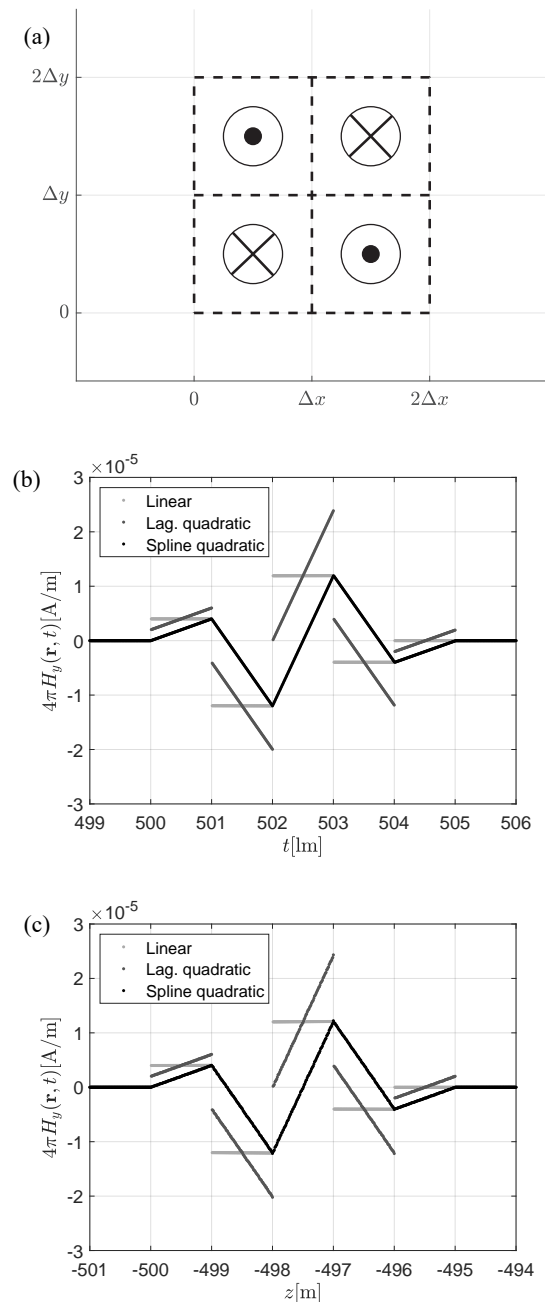 (a)
2Δy
Δy
0
0 Δx 2Δx
(b)
×10⁻⁵
3
2
1
0
-1
-2
-3
4πH_y(r, t)[A/m]
Linear
Lag. quadratic
Spline quadratic
499 500 501 502 503 504 505 506
t[lm]
(c)
×10⁻⁵
3
2
1
0
-1
-2
-3
4πH_y(r, t)[A/m]
Linear
Lag. quadratic
Spline quadratic
-501 -500 -499 -498 -497 -496 -495 -494
z[m]